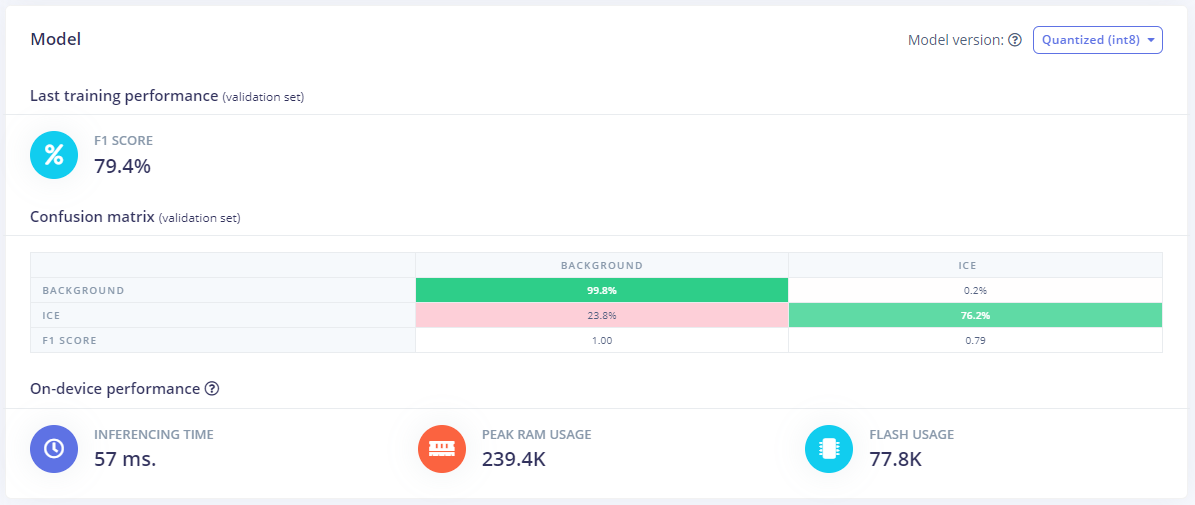 Model
Model version: Quantized (int8)
Last training performance (validation set)
%
F1 SCORE
79.4%
Confusion matrix (validation set)
BACKGROUND ICE
BACKGROUND 99.8% 0.2%
ICE 23.8% 76.2%
F1 SCORE 1.00 0.79
On-device performance
INFERENCING TIME PEAK RAM USAGE FLASH USAGE
57 ms. 239.4K 77.8K